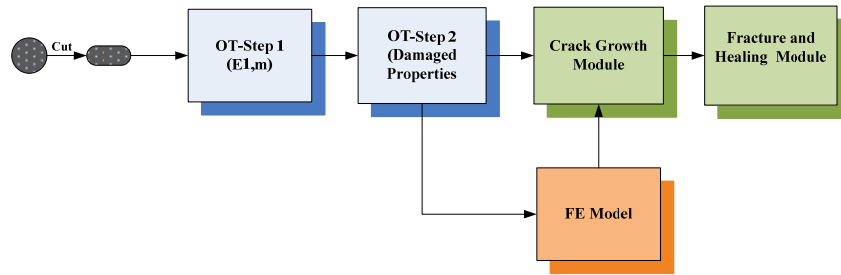 Cut
OT-Step 1
(E1,m)
OT-Step 2
(Damaged
Properties
Crack Growth
Module
Fracture and
Healing Module
FE Model